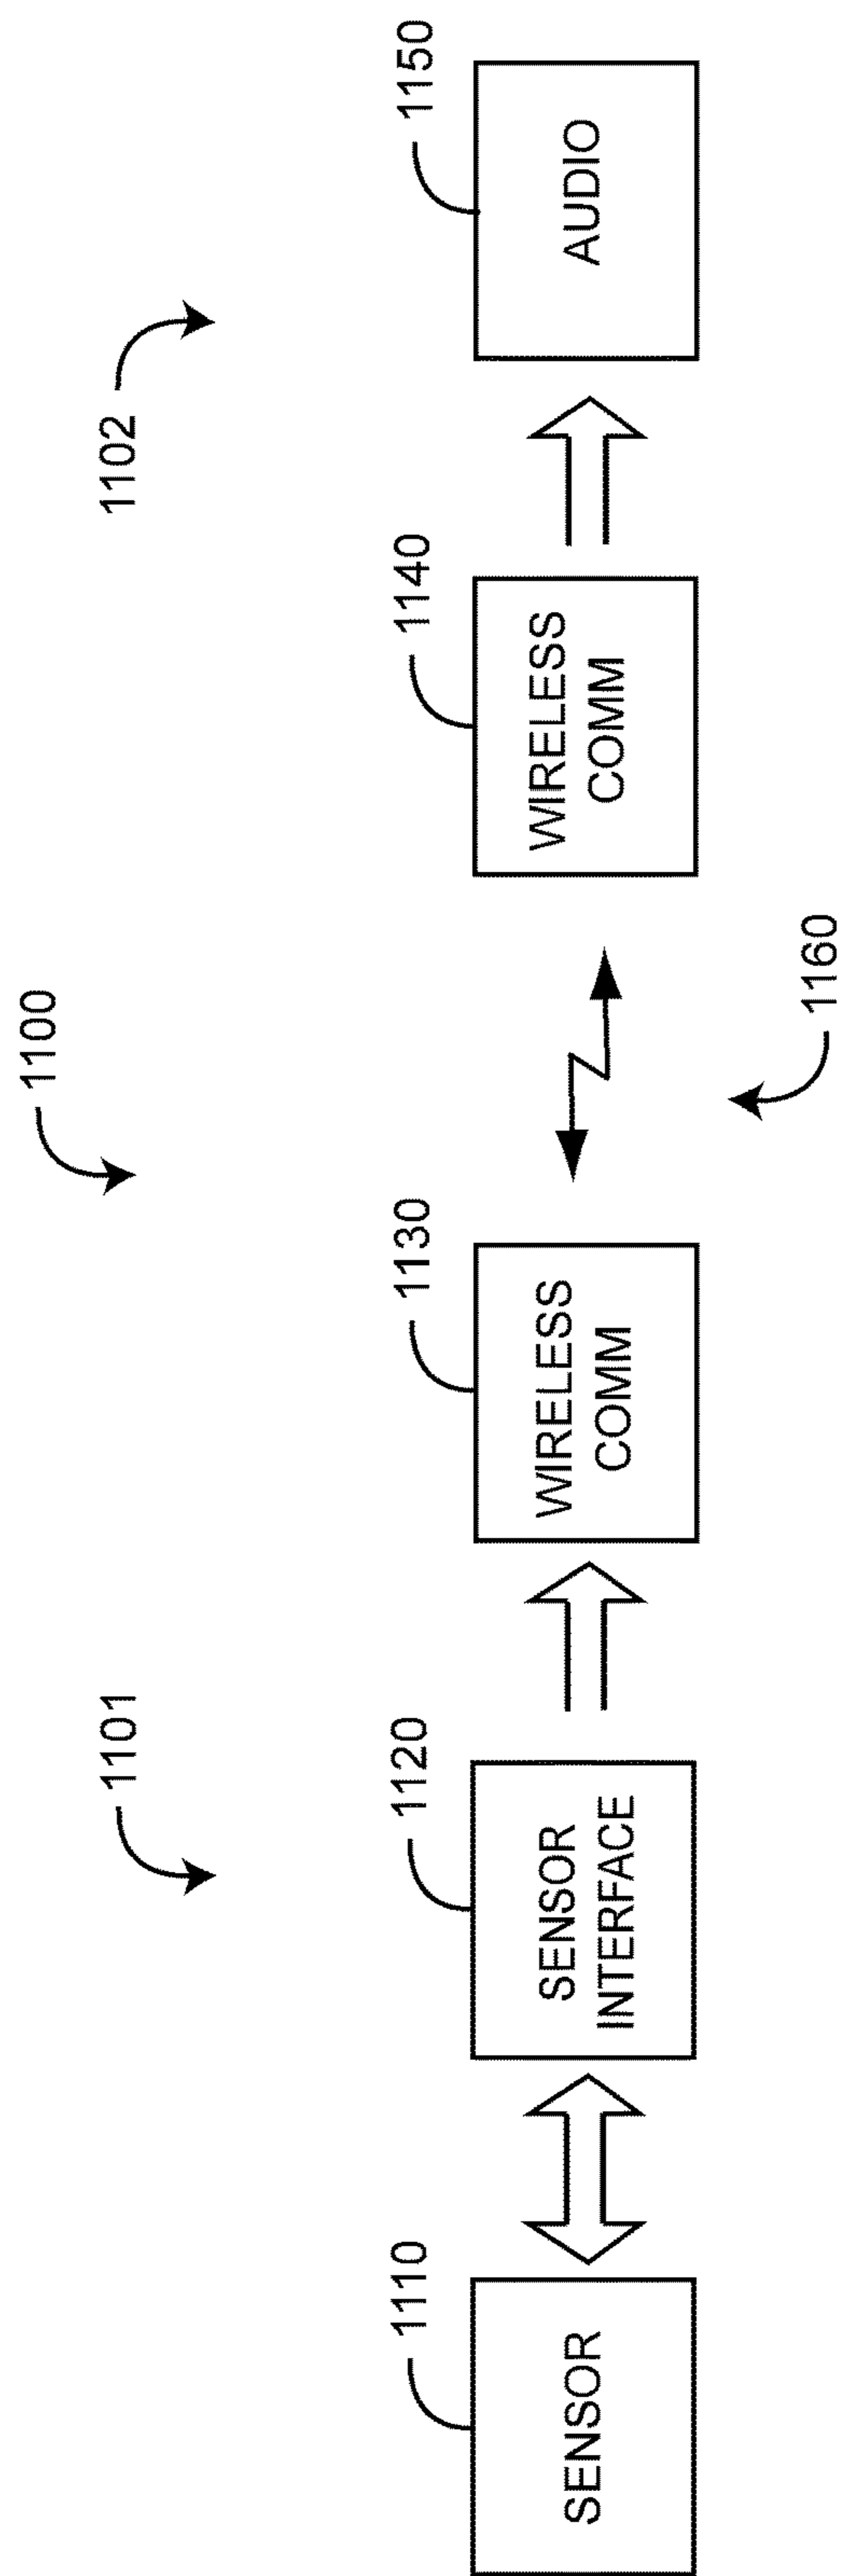 1100
1101
1102
1110
1120
1130
1140
1150
SENSOR
SENSOR
INTERFACE
WIRELESS
COMM
WIRELESS
COMM
AUDIO
1160